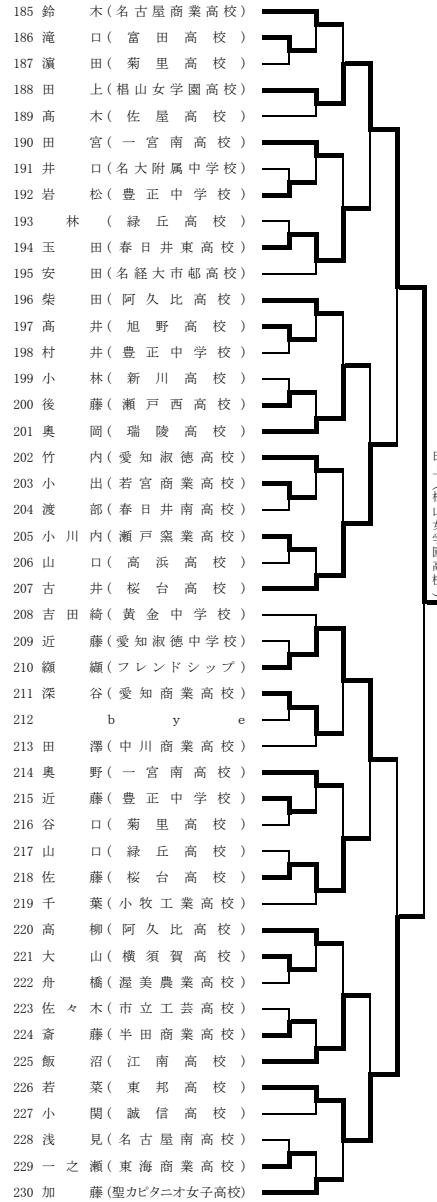 185 鈴木(名古屋商業高校)
186 滝口(富田高校)
187 濵田(菊里高校)
188 田上(椙山女学園高校)
189 髙木(佐屋高校)
190 田宮(一宮南高校)
191 井口(名大附属中学校)
192 岩松(豊正中学校)
193 林(緑丘高校)
194 玉田(春日井東高校)
195 安田(名経大市邨高校)
196 柴田(阿久比高校)
197 髙井(旭野高校)
198 村井(豊正中学校)
199 小林(新川高校)
200 後藤(瀬戸西高校)
201 奥岡(瑞陵高校)
202 竹内(愛知淑徳高校)
203 小出(若宮商業高校)
204 渡部(春日井南高校)
205 小川内(瀬戸窯業高校)
206 山口(高浜高校)
207 古井(桜台高校)
208 吉田綺(黄金中学校)
209 近藤(愛知淑徳中学校)
210 纐纈(フレンドシップ)
211 深谷(愛知商業高校)
212 bye
213 田澤(中川商業高校)
214 奥野(一宮南高校)
215 近藤(豊正中学校)
216 谷口(菊里高校)
217 山口(緑丘高校)
218 佐藤(桜台高校)
219 千葉(小牧工業高校)
220 高柳(阿久比高校)
221 大山(横須賀高校)
222 舟橋(渥美農業高校)
223 佐々木(市立工芸高校)
224 斎藤(半田商業高校)
225 飯沼(江南高校)
226 若菜(東邦高校)
227 小関(誠信高校)
228 浅見(名古屋南高校)
229 一之瀬(東海商業高校)
230 加藤(聖カピタニオ女子高校)